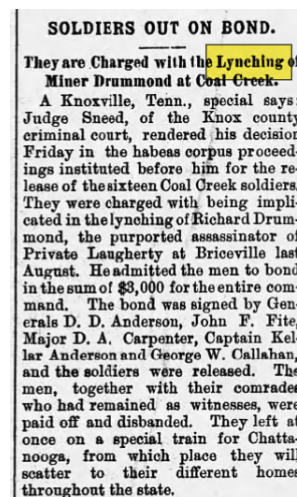 SOLDIERS OUT ON BOND.
They are Charged with the Lynching of
Miner Drummond at Coal Creek.
A Knoxville, Tenn., special says:
Judge Sneed, of the Knox county
criminal court, rendered his decision
Friday in the habeas corpus proceed-
ings instituted before him for the re-
lease of the sixteen Coal Creek soldiers.
They were charged with being impli-
cated in the lynching of Richard Drum-
mond, the purported assassinator of
Private Laugherty at Briceville last
August. He admitted the men to bond
in the sum of $3,000 for the entire com-
mand. The bond was signed by Gen-
erals D. D. Anderson, John F. Fite,
Major D. A. Carpenter, Captain Kel-
lar Anderson and George W. Callahan,
and the soldiers were released. The
men, together with their comrades
who had remained as witnesses, were
paid off and disbanded. They left at
once on a special train for Chatta-
nooga, from which place they will
scatter to their different homes
throughout the state.